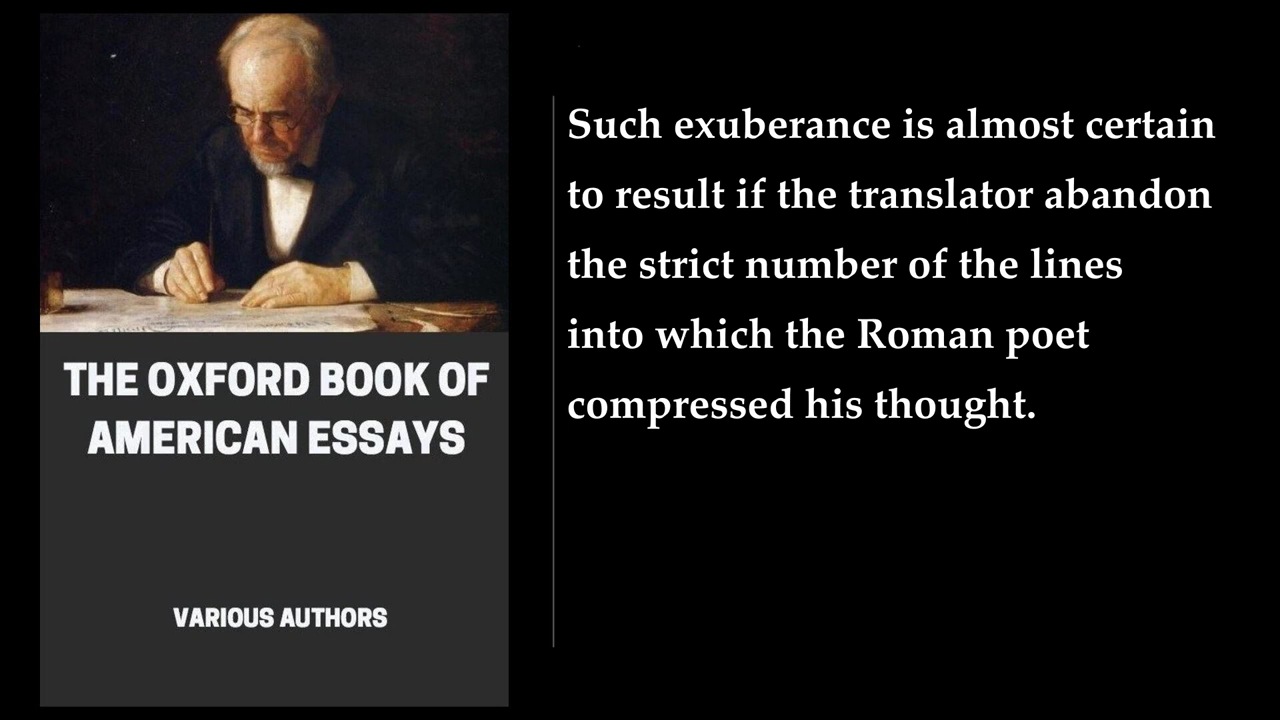 THE OXFORD BOOK OF
AMERICAN ESSAYS
VARIOUS AUTHORS
Such exuberance is almost certain
to result if the translator abandon
the strict number of the lines
into which the Roman poet
compressed his thought.